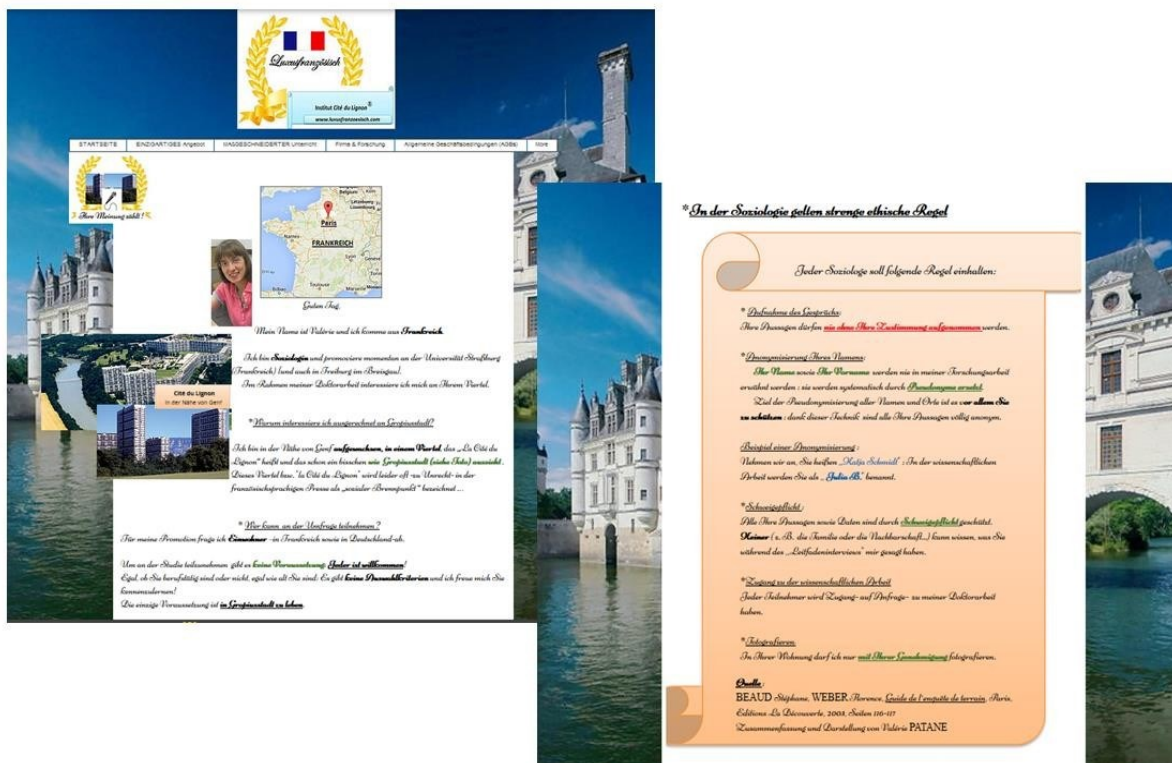 Luxusfranzösisch
Institut Cité du Lignon®
www.luxusfranzoesisch.com
STARTSEITE EINZIGARTIGES Angebot MAßGESCHNEIDERTER Unterricht Firma & Forschung Allgemeine Geschäftsbedingungen (AGBs) More
Ihre Meinung zählt !
Belgien
Köln
Luxemburg
Paris
Nantes
FRANKREICH
Lyon
Genf
Toulouse
Marseille
Bilbao
Guten Tag,
Mein Name ist Valérie und ich komme aus Frankreich.
Ich bin Soziologin und promoviere momentan an der Universität Straßburg
(Frankreich) [und auch in Freiburg im Breisgau].
Im Rahmen meiner Doktorarbeit interessiere ich mich an Ihrem Viertel.
Cité du Lignon
in der Nähe von Genf
*Warum interessiere ich ausgerechnet an Gropiusstadt?
Ich bin in der Nähe von Genf aufgewachsen, in einem Viertel, das „La Cité du
Lignon" heißt und das schon ein bisschen wie Gropiusstadt (siehe Foto) aussieht.
Dieses Viertel bzw. "la Cité du Lignon" wird leider oft -zu Unrecht- in der
französischsprachigen Presse als „sozialer Brennpunkt" bezeichnet ...
* Wer kann an der Umfrage teilnehmen ?
Für meine Promotion frage ich Einwohner -in Frankreich sowie in Deutschland-ab.
Um an der Studie teilzunehmen gibt es keine Voraussetzung: Jeder ist willkommen!
Egal, ob Sie berufstätig sind oder nicht, egal wie alt Sie sind: Es gibt keine Auswahlkriterien und ich freue mich Sie
kennenzulernen!
Die einzige Voraussetzung ist in Gropiusstadt zu leben.
*In der Soziologie gelten strenge ethische Regel
Jeder Soziologe soll folgende Regel einhalten:
* Aufnahme des Gesprächs:
Ihre Aussagen dürfen nie ohne Ihre Zustimmung aufgenommen werden.
*Anonymisierung Ihres Namens:
Ihr Name sowie Ihr Vorname werden nie in meiner Forschungsarbeit
erwähnt werden : sie werden systematisch durch Pseudonyme ersetzt.
Ziel der Pseudonymisierung aller Namen und Orte ist es vor allem Sie
zu schützen : dank dieser Technik sind alle Ihre Aussagen völlig anonym.
Beispiel einer Anonymisierung :
Nehmen wir an, Sie heißen „Katja Schmidt" : In der wissenschaftlichen
Arbeit werden Sie als „Julia B." benannt.
*Schweigepflicht :
Alle Ihre Aussagen sowie Daten sind durch Schweigepflicht geschützt.
Keiner ( z. B. die Familie oder die Nachbarschaft...) kann wissen, was Sie
während des „Leitfadeninterviews" mir gesagt haben.
*Zugang zu der wissenschaftlichen Arbeit
Jeder Teilnehmer wird Zugang- auf Anfrage- zu meiner Doktorarbeit
haben.
*Fotografieren
In Ihrer Wohnung darf ich nur mit Ihrer Genehmigung fotografieren.
Quelle :
BEAUD Stéphane, WEBER Florence, Guide de l'enquête de terrain, Paris,
Editions La Découverte, 2003, Seiten 116-117
Zusammenfassung und Darstellung von Valérie PATANE